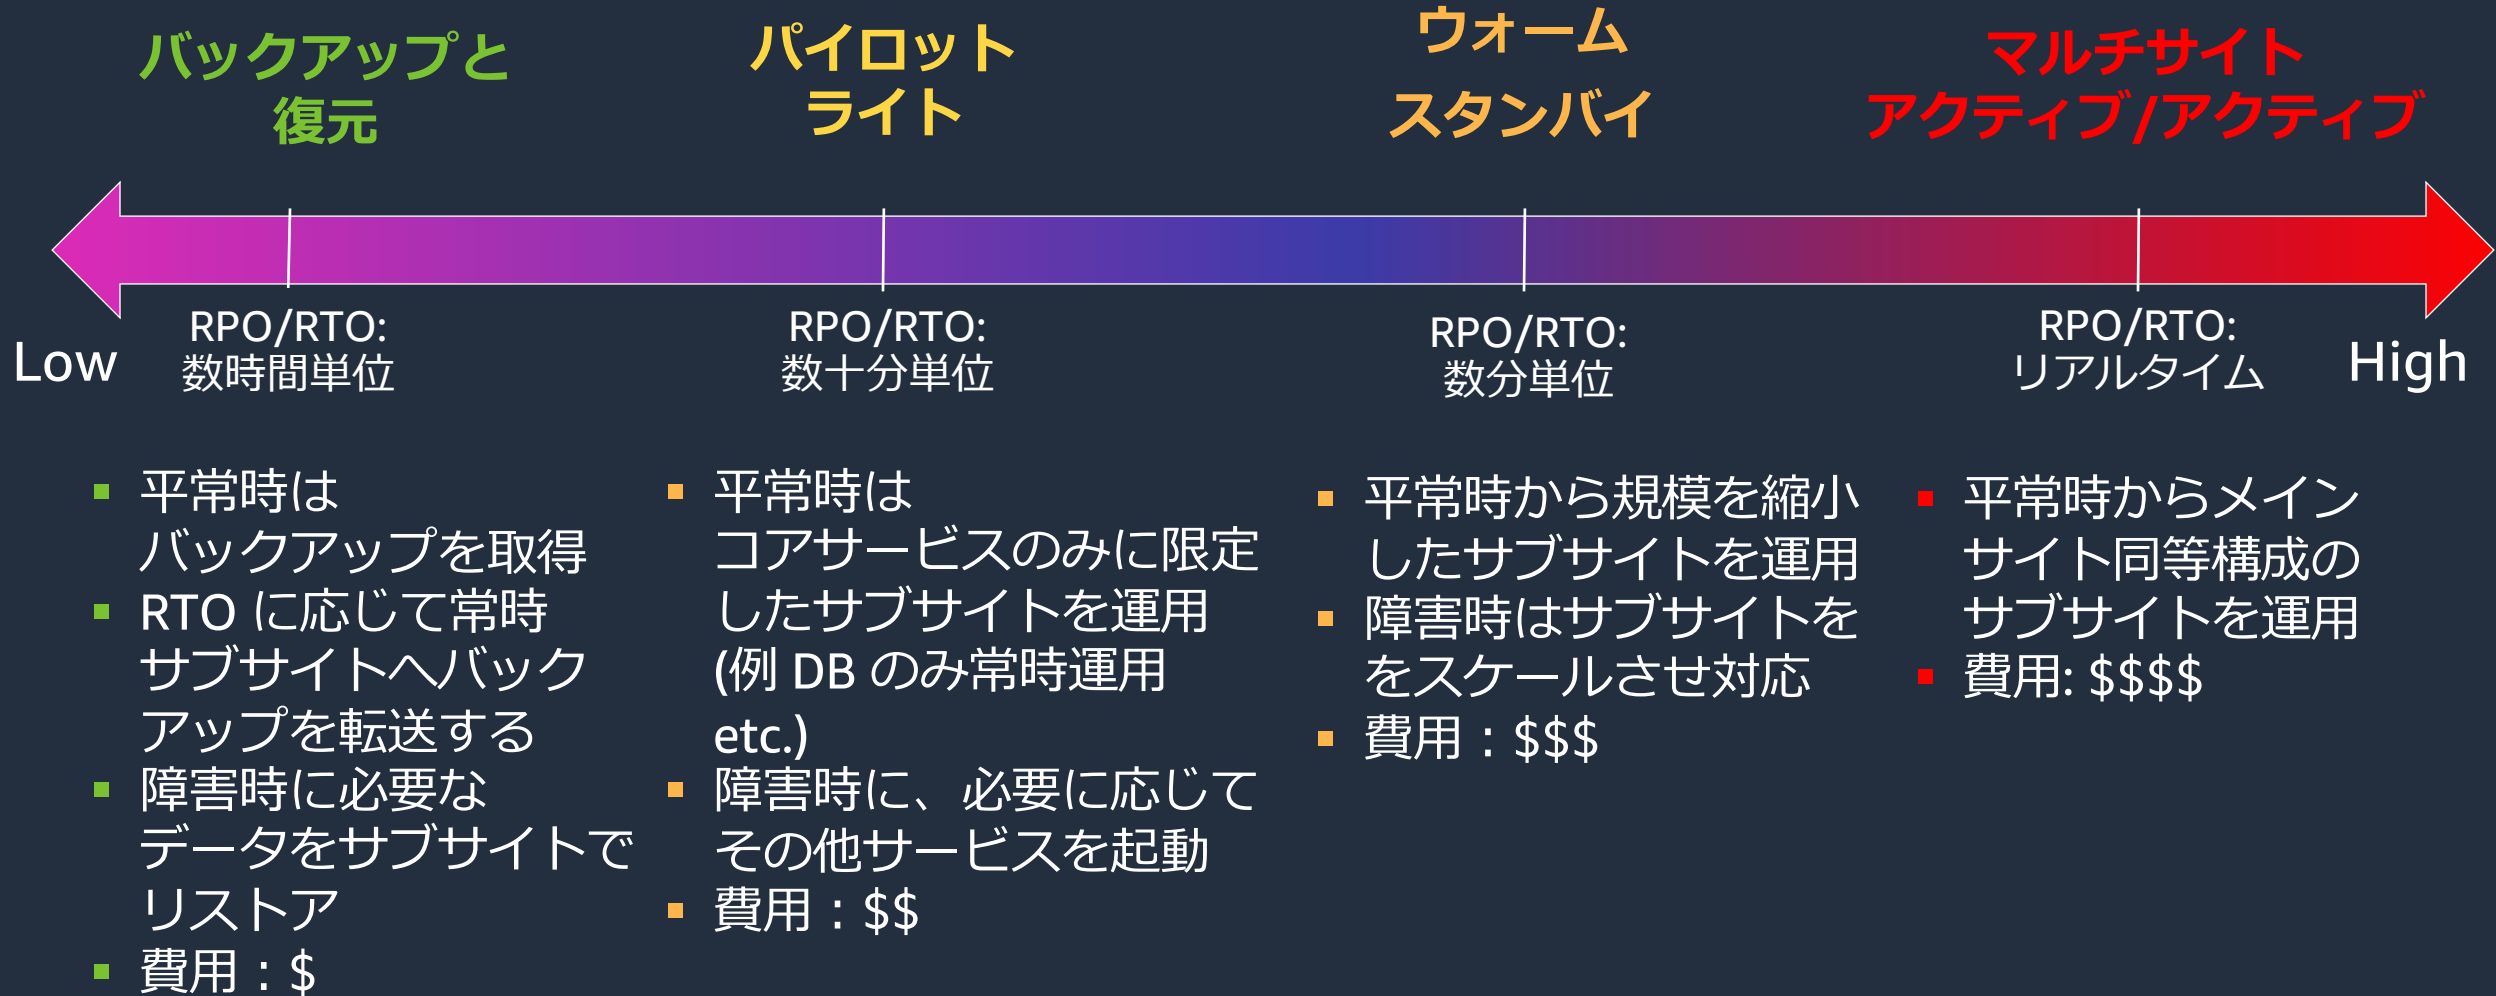 バックアップと
復元
パイロット
ライト
ウォーム
スタンバイ
マルチサイト
アクティブ/アクティブ
Low
RPO/RTO:
数時間単位
RPO/RTO:
数十分単位
RPO/RTO:
数分単位
RPO/RTO:
リアルタイム
High
平常時は
バックアップを取得
RTO に応じて常時
サブサイトへバック
アップを転送する
障害時に必要な
データをサブサイトで
リストア
費用：$
平常時は
コアサービスのみに限定
したサブサイトを運用
(例 DB のみ常時運用
etc.)
障害時に、必要に応じて
その他サービスを起動
費用：$$
平常時から規模を縮小
したサブサイトを運用
障害時はサブサイトを
をスケールさせ対応
費用：$$$
平常時からメイン
サイト同等構成の
サブサイトを運用
費用: $$$$